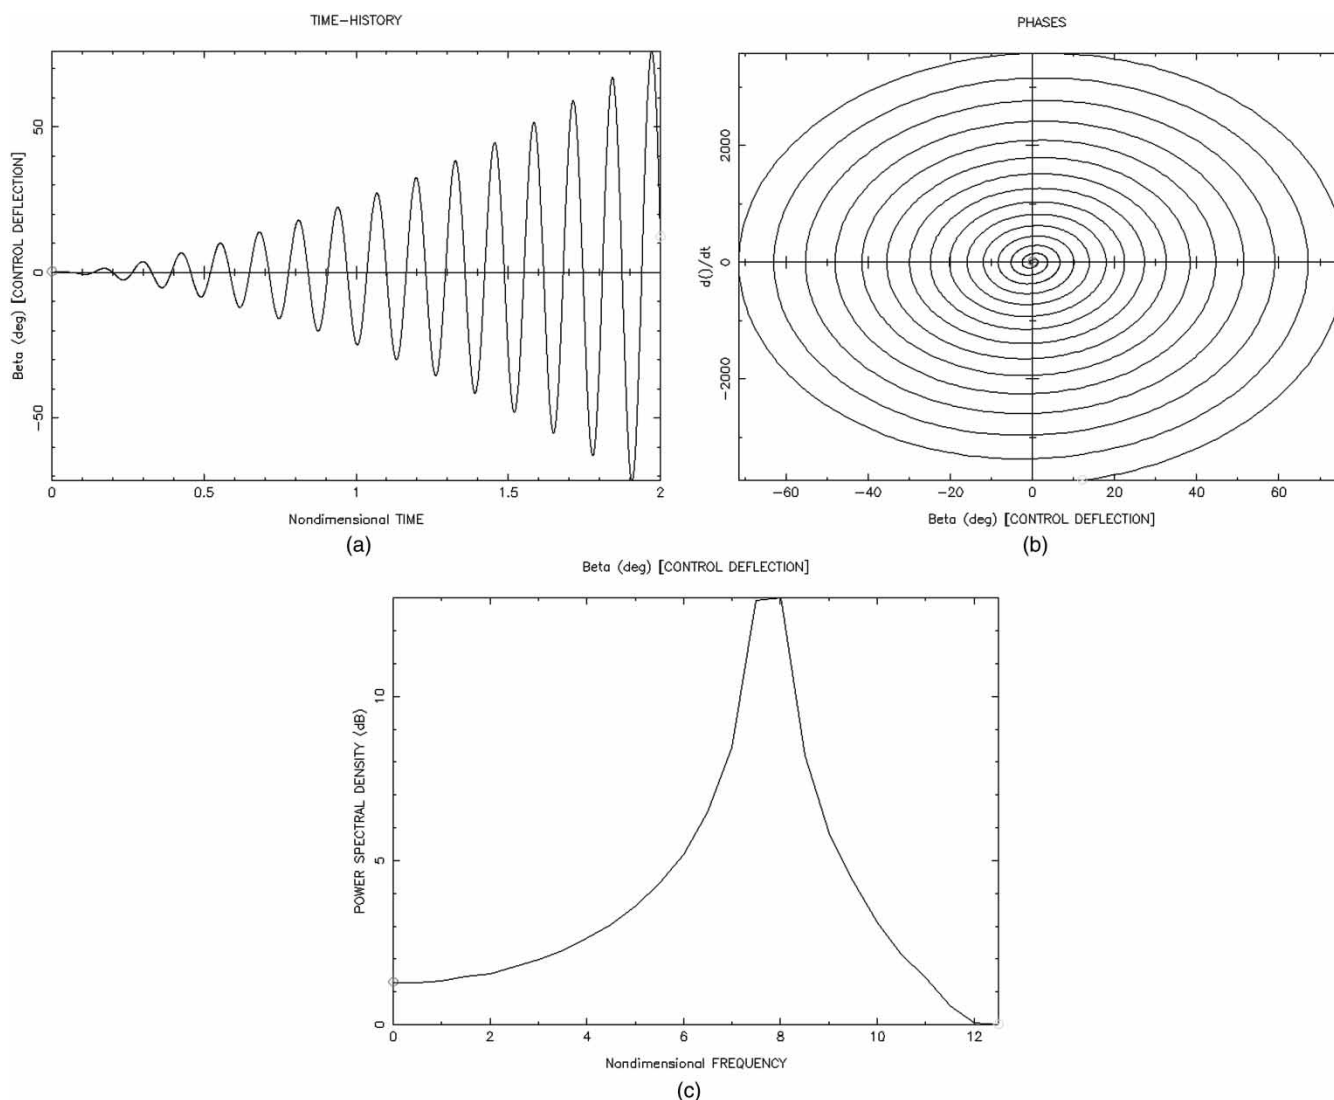 TIME-HISTORY
Beta (deg) [CONTROL DEFLECTION]
50
0
-50
0
0.5
1
1.5
2
Nondimensional TIME
(a)
PHASES
d()/dt
2000
0
-2000
-60
-40
-20
0
20
40
60
Beta (deg) [CONTROL DEFLECTION]
(b)
Beta (deg) [CONTROL DEFLECTION]
POWER SPECTRAL DENSITY (dB)
10
5
0
0
2
4
6
8
10
12
Nondimensional FREQUENCY
(c)